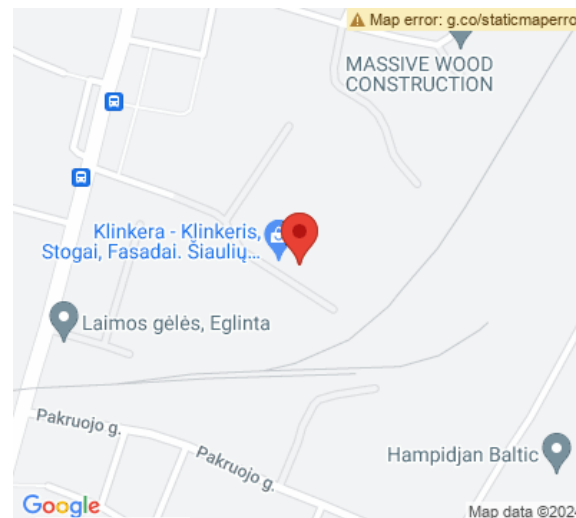 Map error: g.co/staticmaperro
MASSIVE WOOD
CONSTRUCTION
Klinkera - Klinkeris,
Stogai, Fasadai. Šiaulių...
Laimos gėlės, Eglinta
Pakruojo g.
Pakruojo g.
Hampidjan Baltic
Google
Map data ©2024